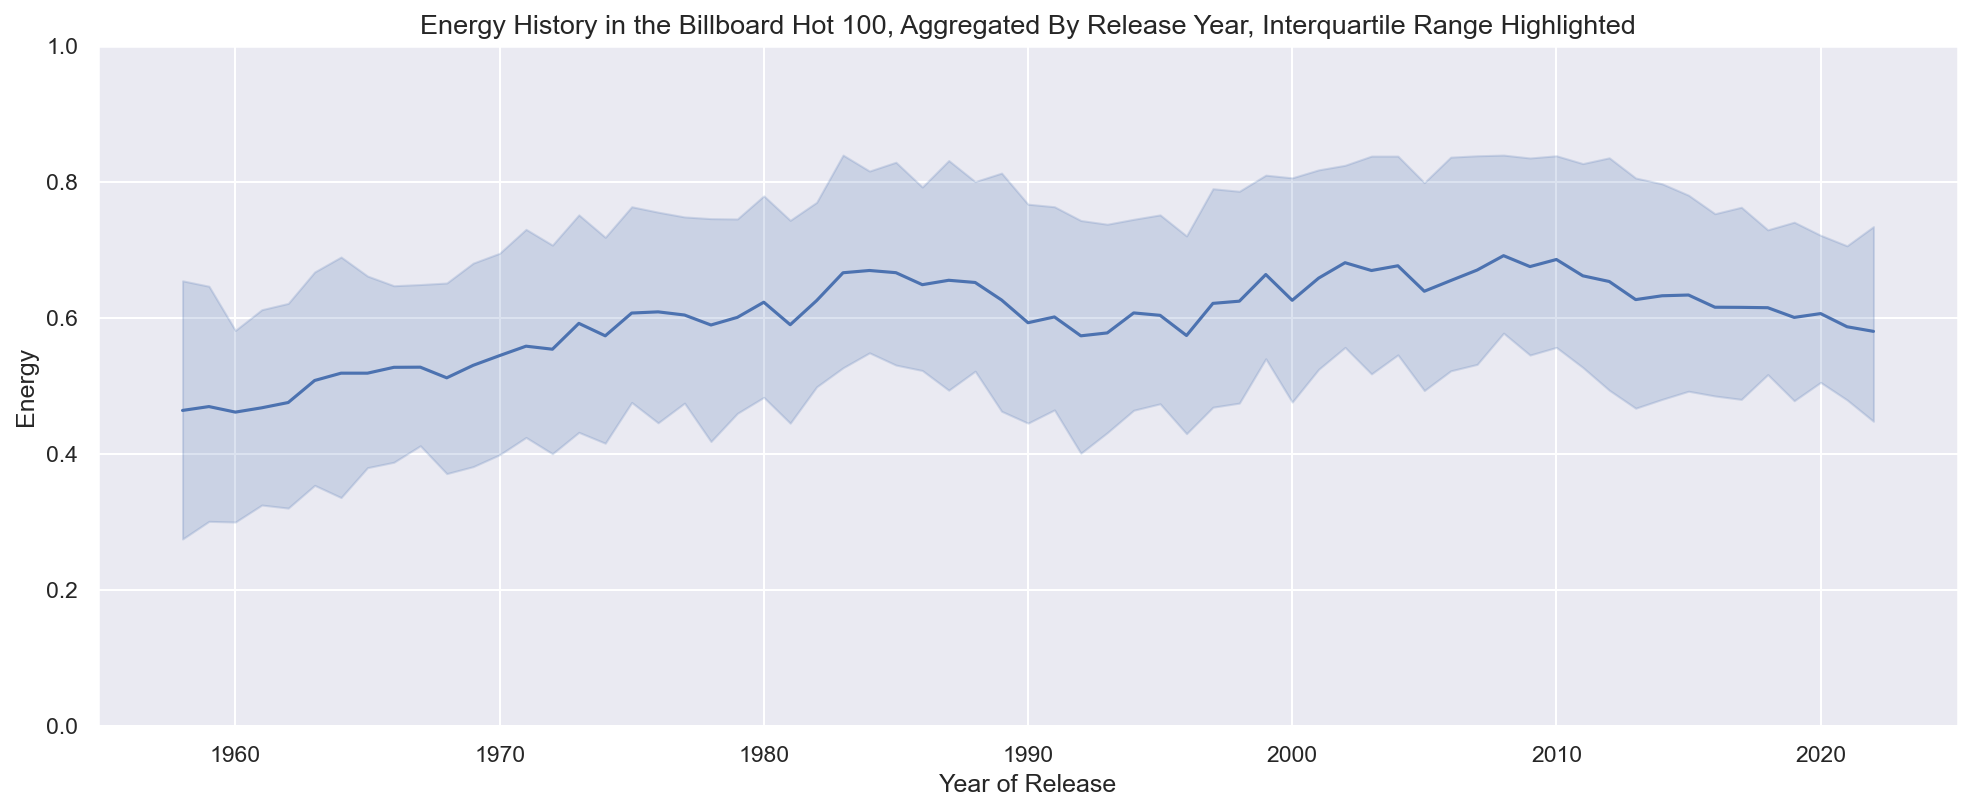 Energy History in the Billboard Hot 100, Aggregated By Release Year, Interquartile Range Highlighted
1.0
0.8
0.6
0.4
0.2
0.0
Energy
1960 1970 1980 1990 2000 2010 2020
Year of Release